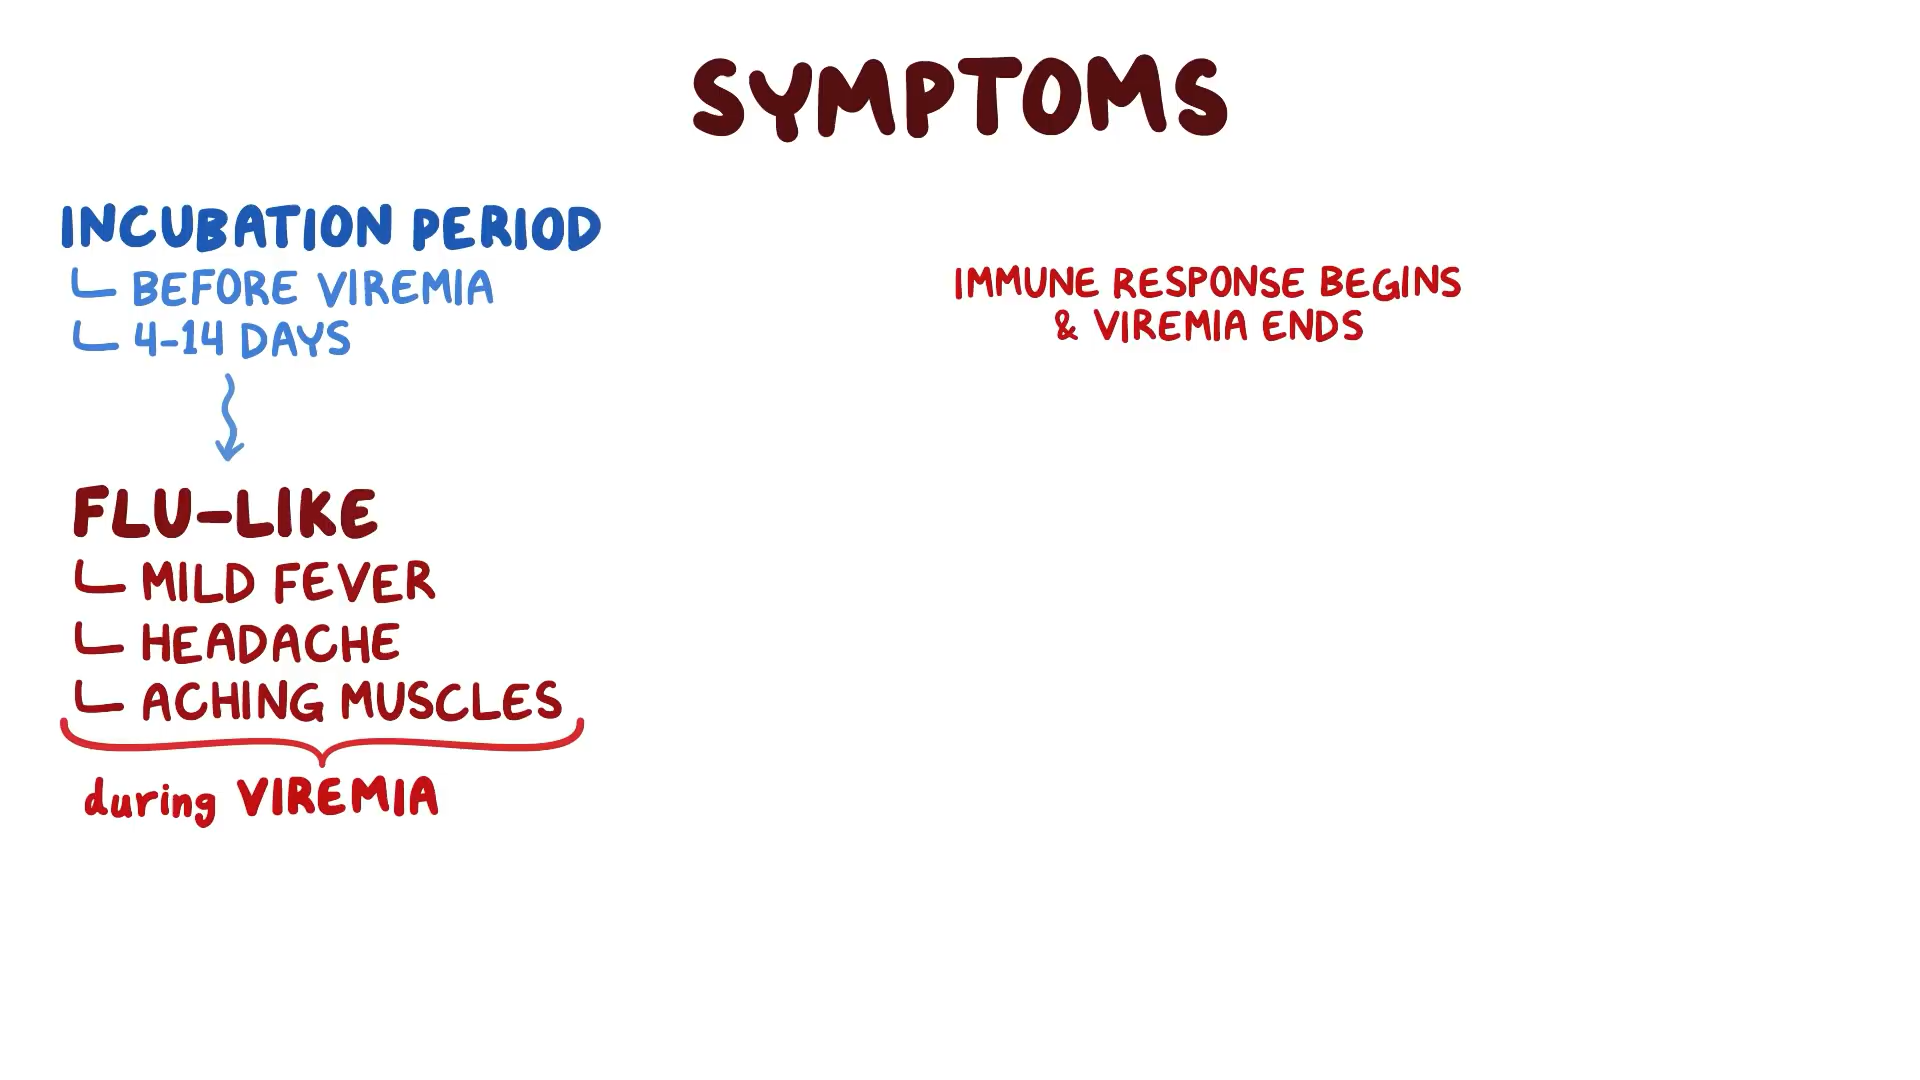 SYMPTOMS
INCUBATION PERIOD
BEFORE VIREMIA
4-14 DAYS
FLU-LIKE
MILD FEVER
HEADACHE
ACHING MUSCLES
during VIREMIA
IMMUNE RESPONSE BEGINS
& VIREMIA ENDS